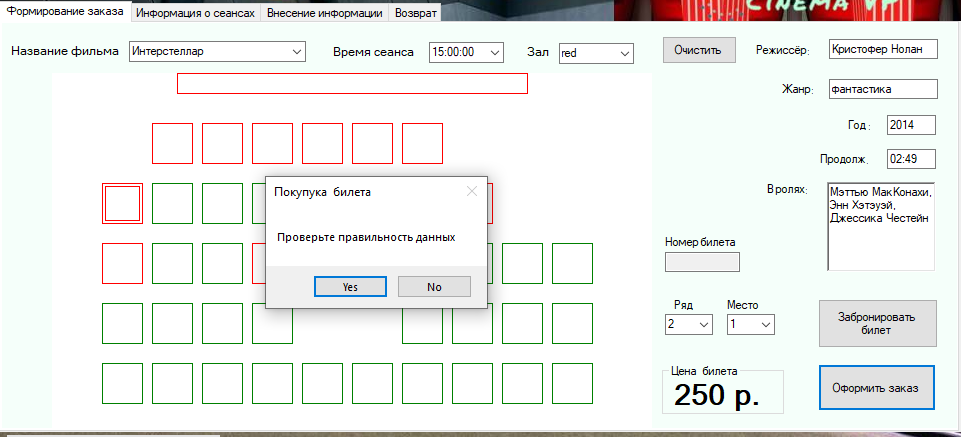 CINEMA VF
Формирование заказа Информация о сеансах Внесение информации Возврат
Название фильма Интерстеллар Время сеанса 15:00:00 Зал red Очистить Режиссёр: Кристофер Нолан
Жанр: фантастика
Год : 2014
Продолж. 02:49
В ролях: Мэттью МакКонахи,
Энн Хэтэуэй,
Джессика Честейн
Покупука билета
Проверьте правильность данных
Yes No
Номер билета
Ряд Место
2 1
Забронировать
билет
Цена билета
250 р.
Оформить заказ